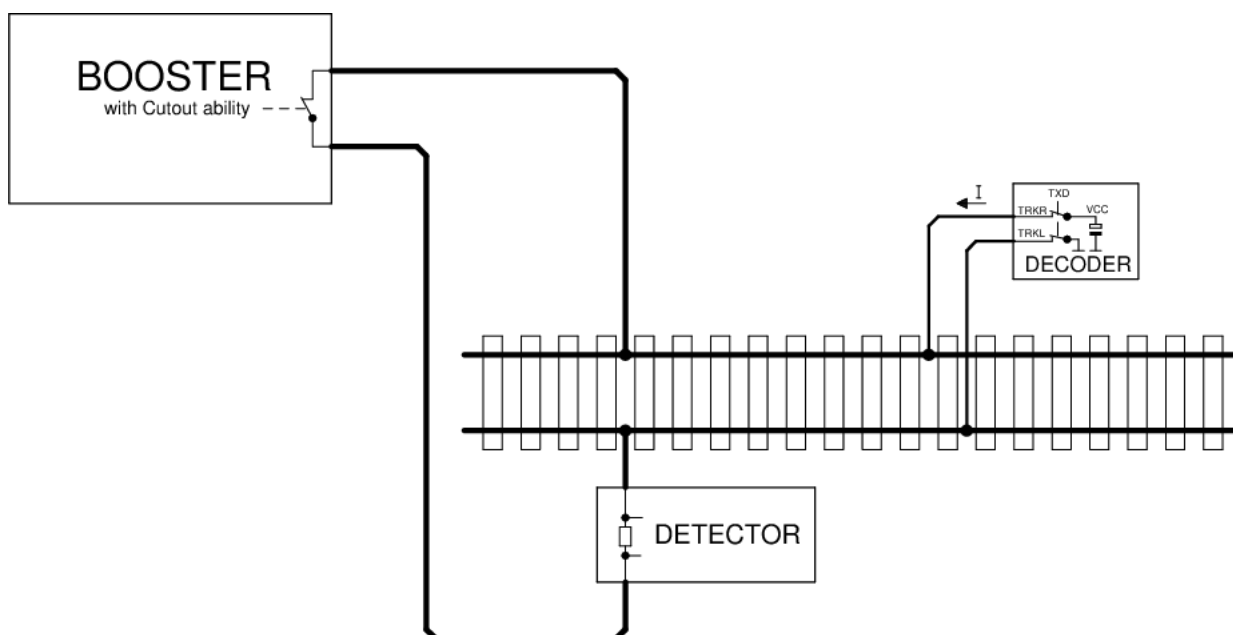 BOOSTER
with Cutout ability
I
TXD
TRKR
VCC
TRKL
DECODER
DETECTOR